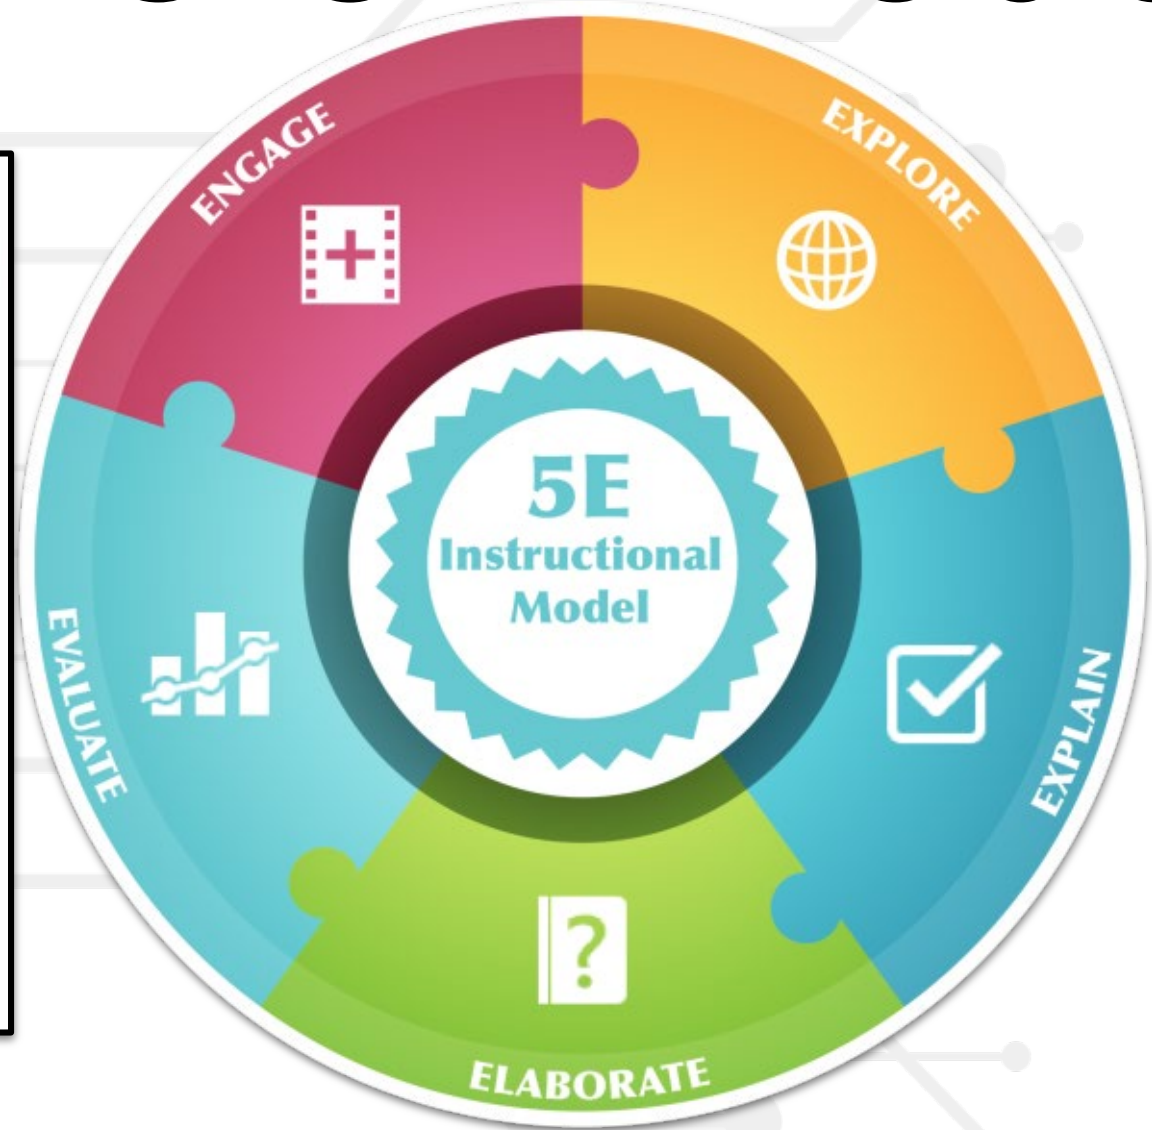 ENGAGE
EXPLORE
5E
Instructional
Model
EVALUATE
EXPLAIN
?
ELABORATE